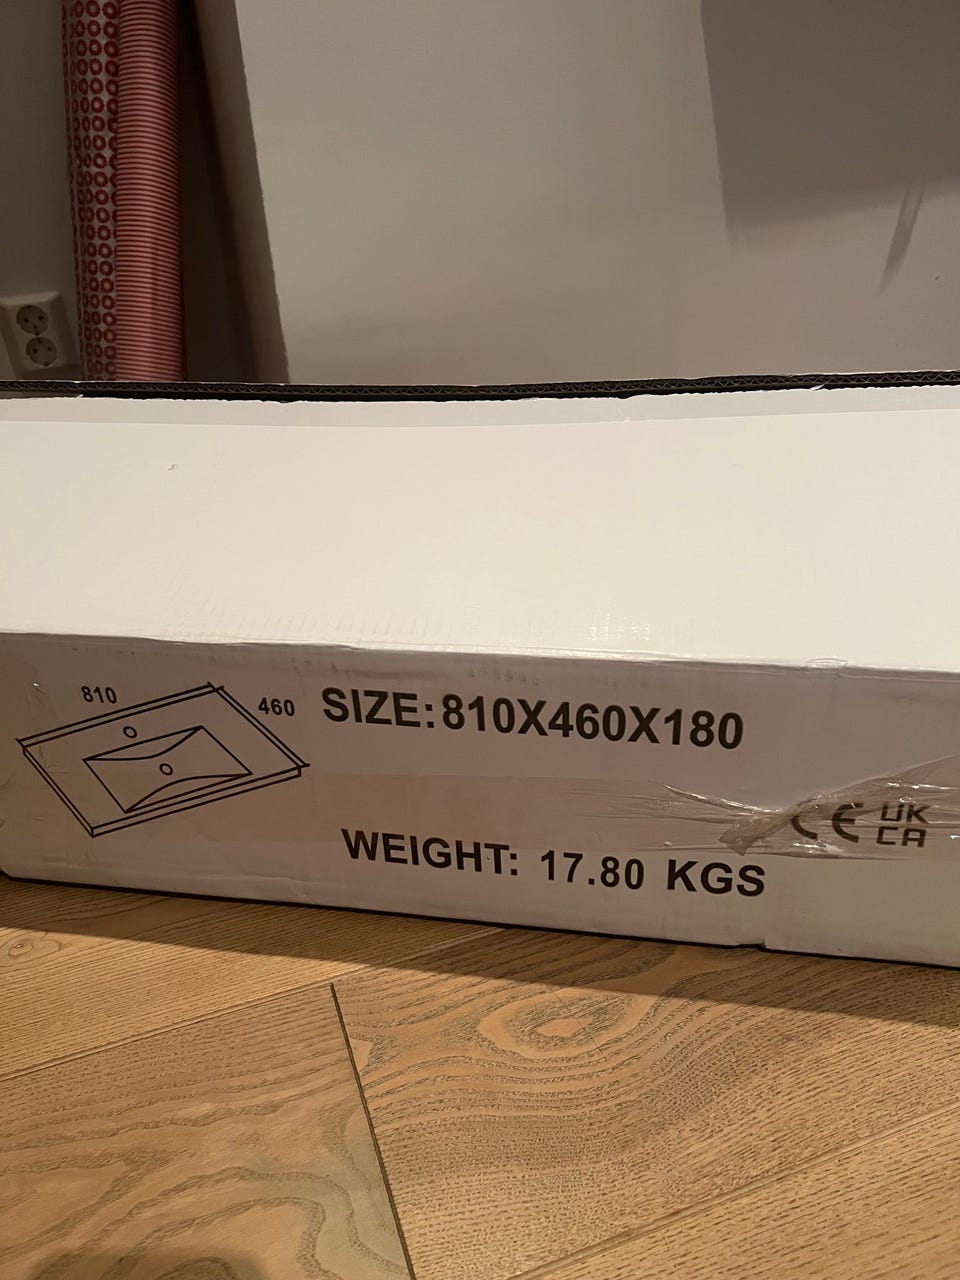 810
460
SIZE:810X460X180
WEIGHT: 17.80 KGS
CE UK
CA